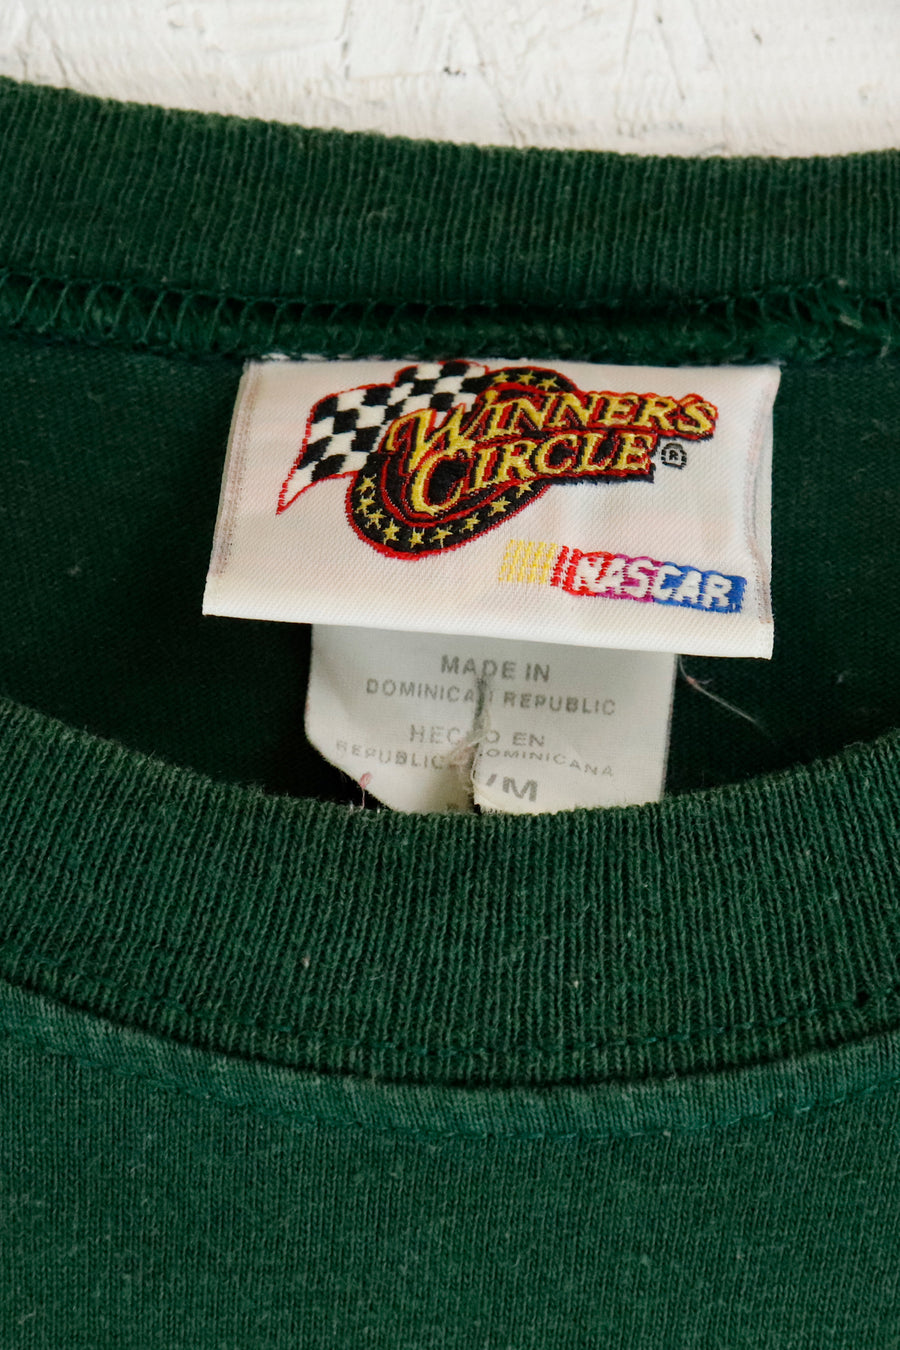 WINNER'S
CIRCLE ®
NASCAR
MADE IN
DOMINICAN REPUBLIC
HECHO EN
REPUBLICA DOMINICANA
/M